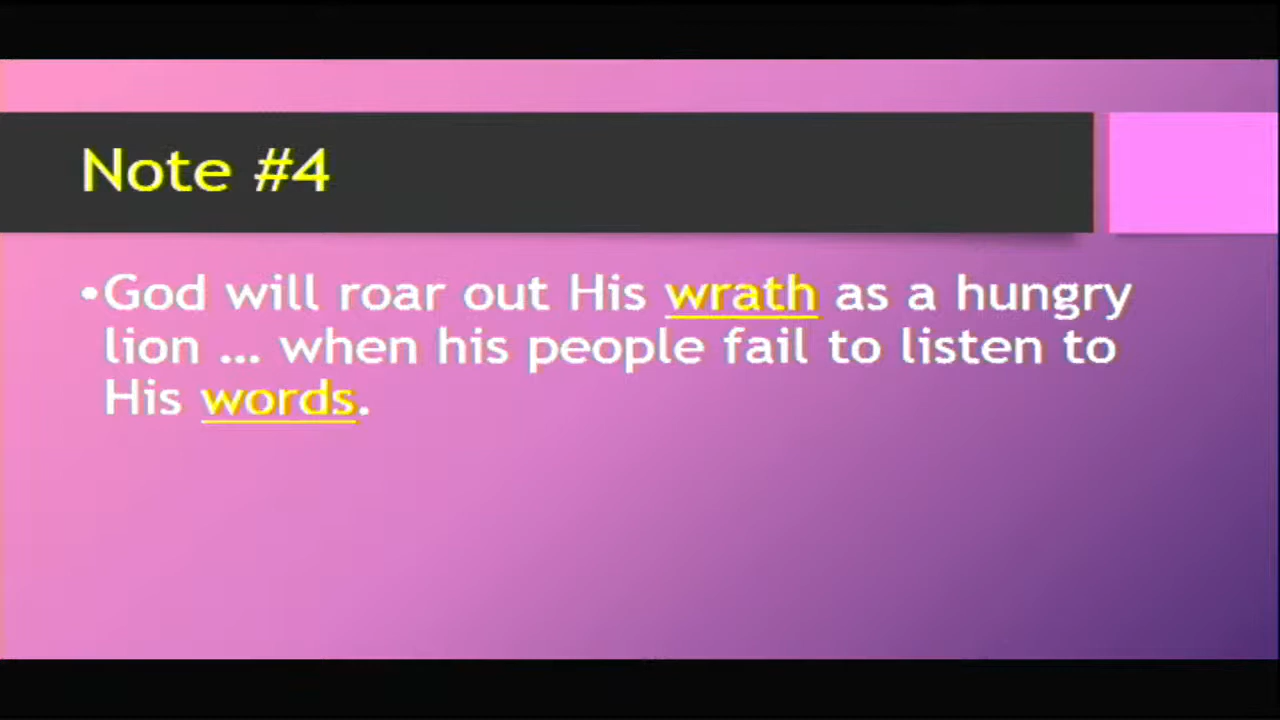 Note #4
•God will roar out His wrath as a hungry
lion ... when his people fail to listen to
His words.